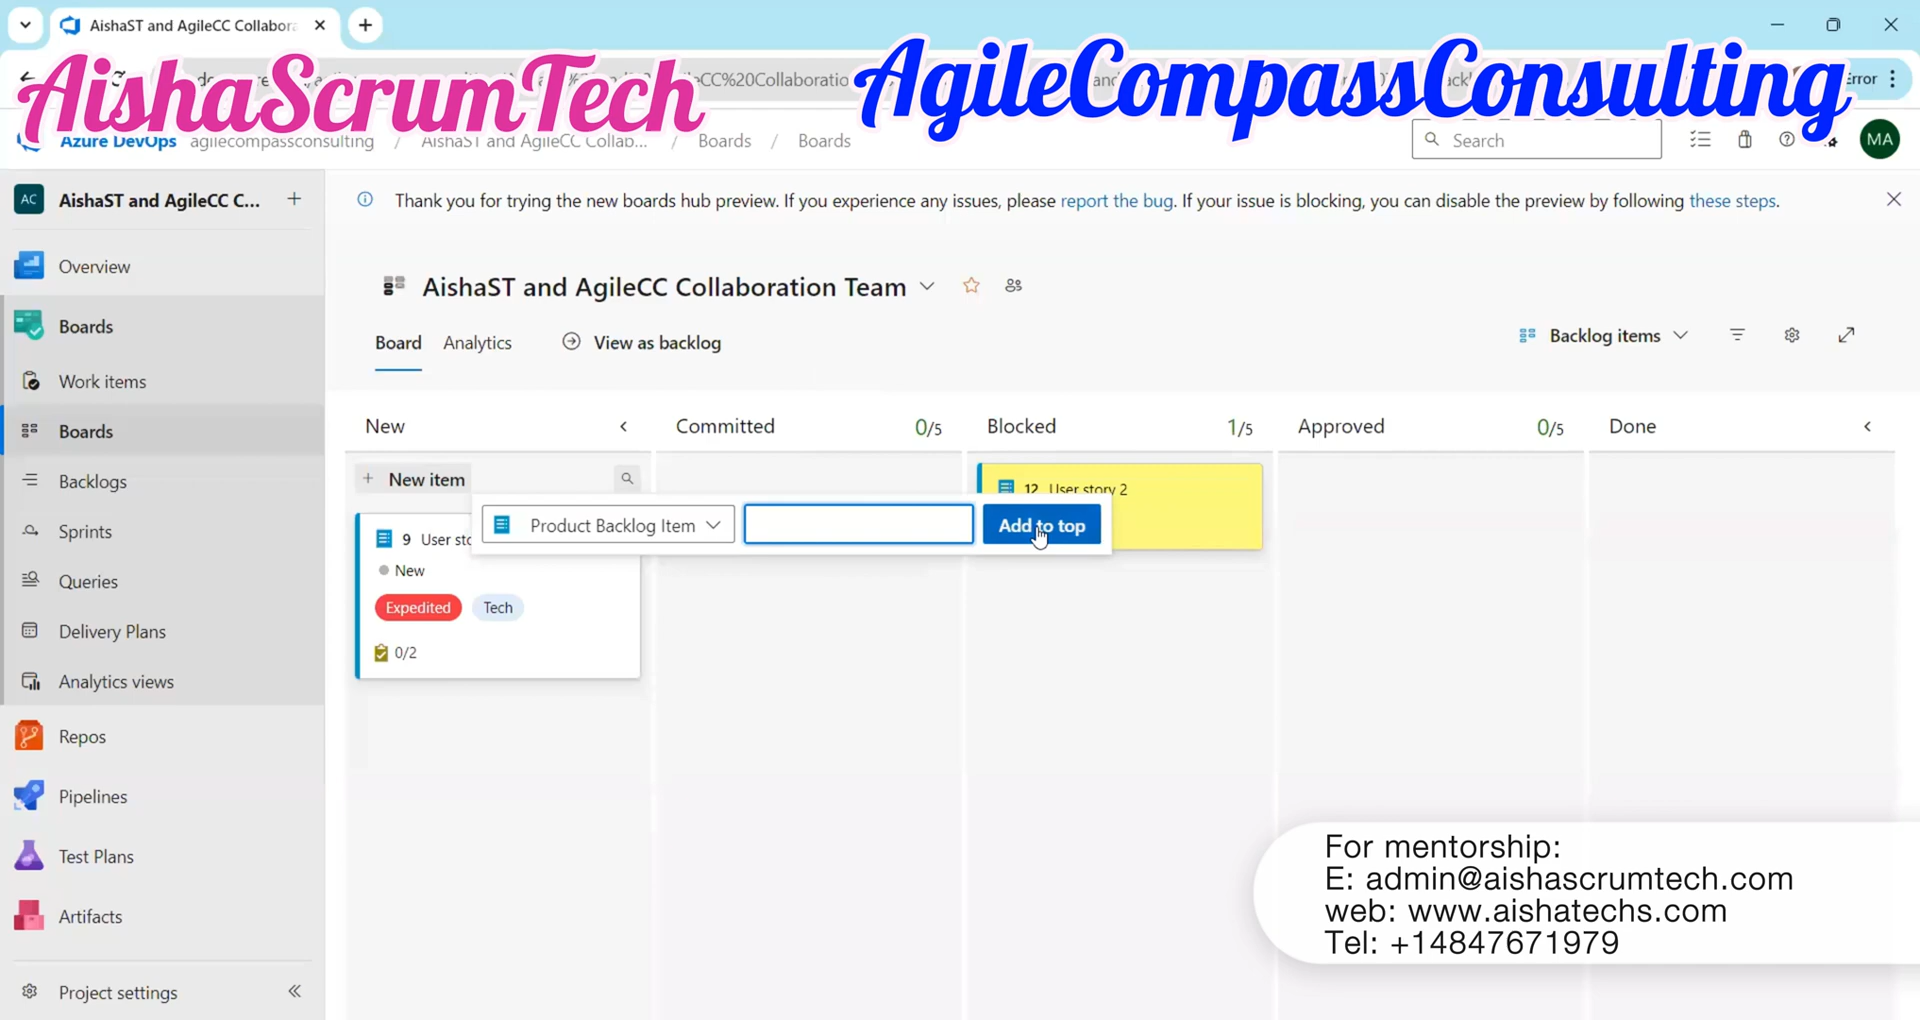 AishaST and AgileCC Collabora
AishaScrumTech
AgileCompassConsulting
CC%20Collaboration
Error
Azure DevOps agilecompassconsulting / AishaST and AgileCC Collab... / Boards / Boards
Search
MA
AC AishaST and AgileCC C...
Thank you for trying the new boards hub preview. If you experience any issues, please report the bug. If your issue is blocking, you can disable the preview by following these steps.
Overview
Boards
Work items
Boards
Backlogs
Sprints
Queries
Delivery Plans
Analytics views
Repos
Pipelines
Test Plans
Artifacts
Project settings
AishaST and AgileCC Collaboration Team
Board Analytics View as backlog
Backlog items
New
Committed 0/5
Blocked 1/5
Approved 0/5
Done
+ New item
Product Backlog Item
Add to top
12 User story 2
9 User sto
New
Expedited Tech
0/2
For mentorship:
E: admin@aishascrumtech.com
web: www.aishatechs.com
Tel: +14847671979